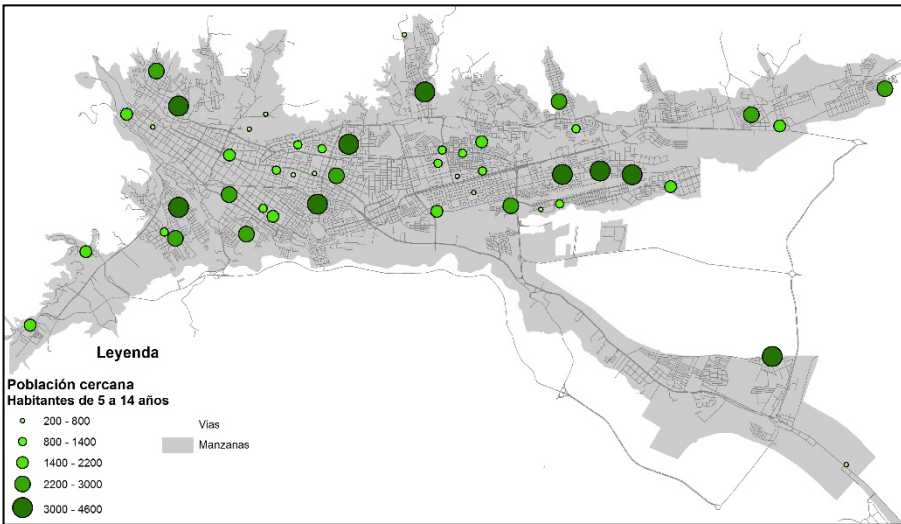 Leyenda
Población cercana
Habitantes de 5 a 14 años
200 - 800
800 - 1400
1400 - 2200
2200 - 3000
3000 - 4600
Vias
Manzanas